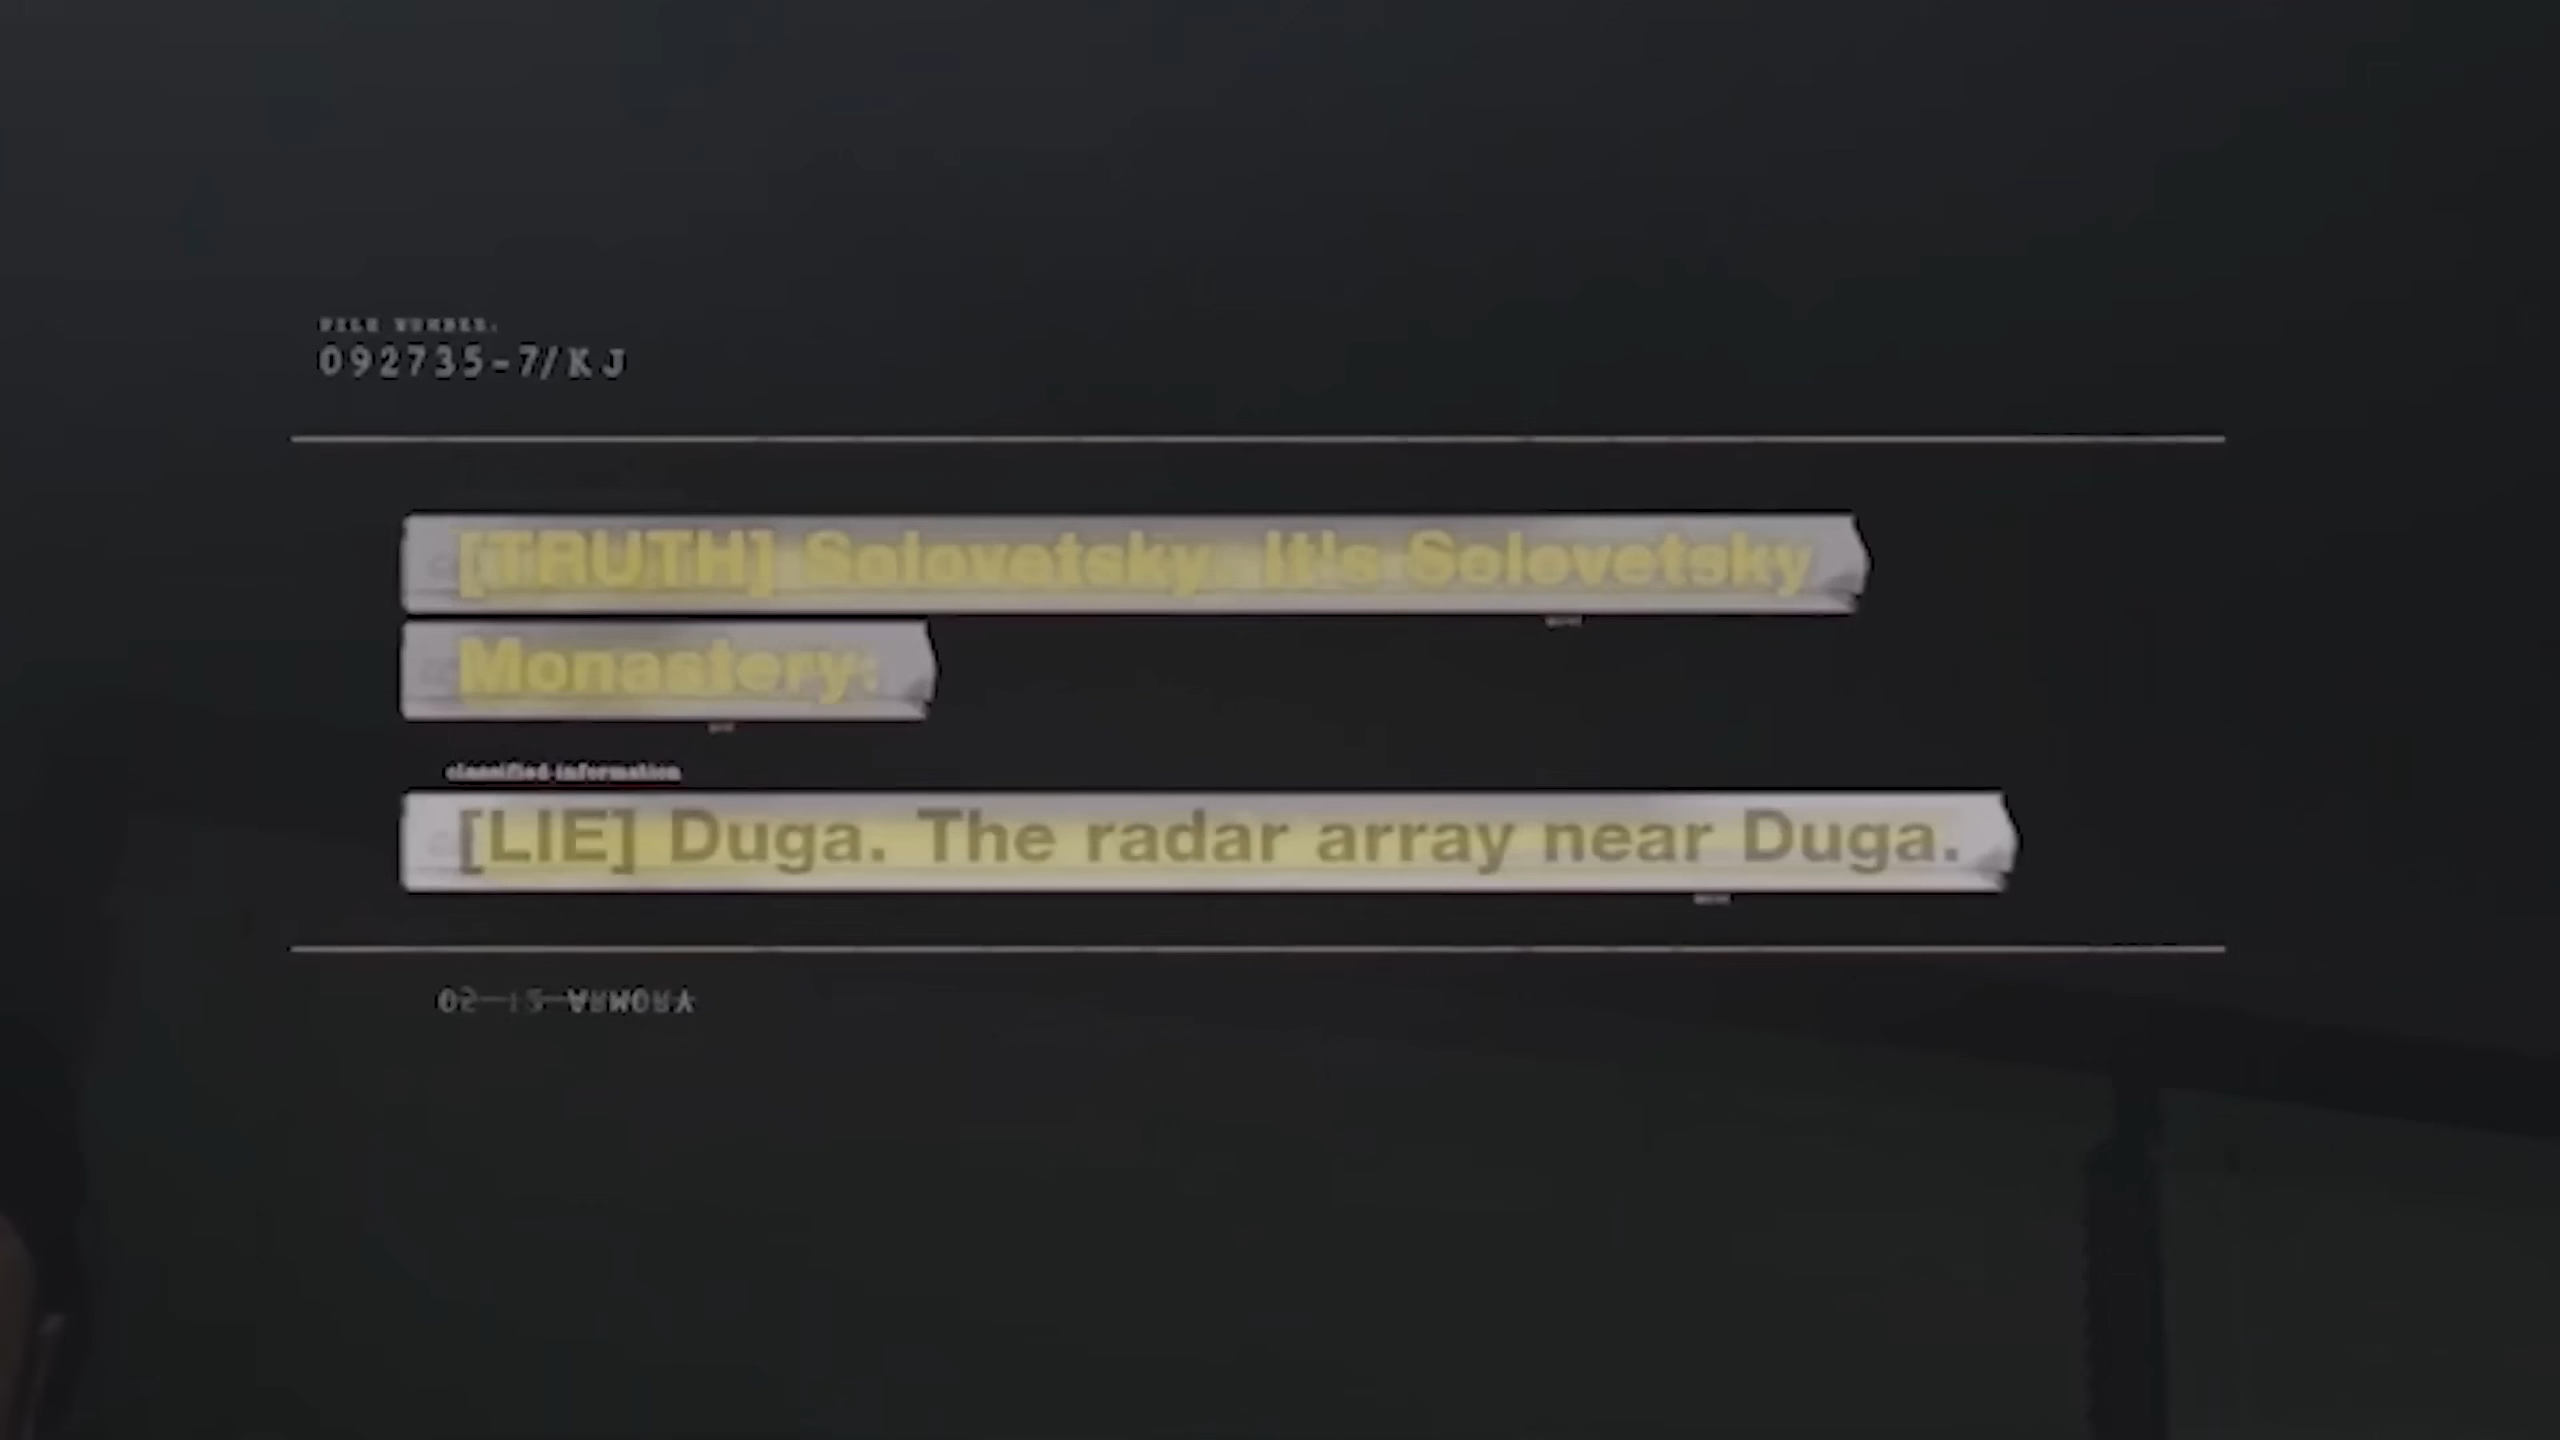 FILE NUMBER.
092735-7/KJ
[TRUTH] Solovetsky. It's Solovetsky
Monastery.
classified information
[LIE] Duga. The radar array near Duga.
ARMORY